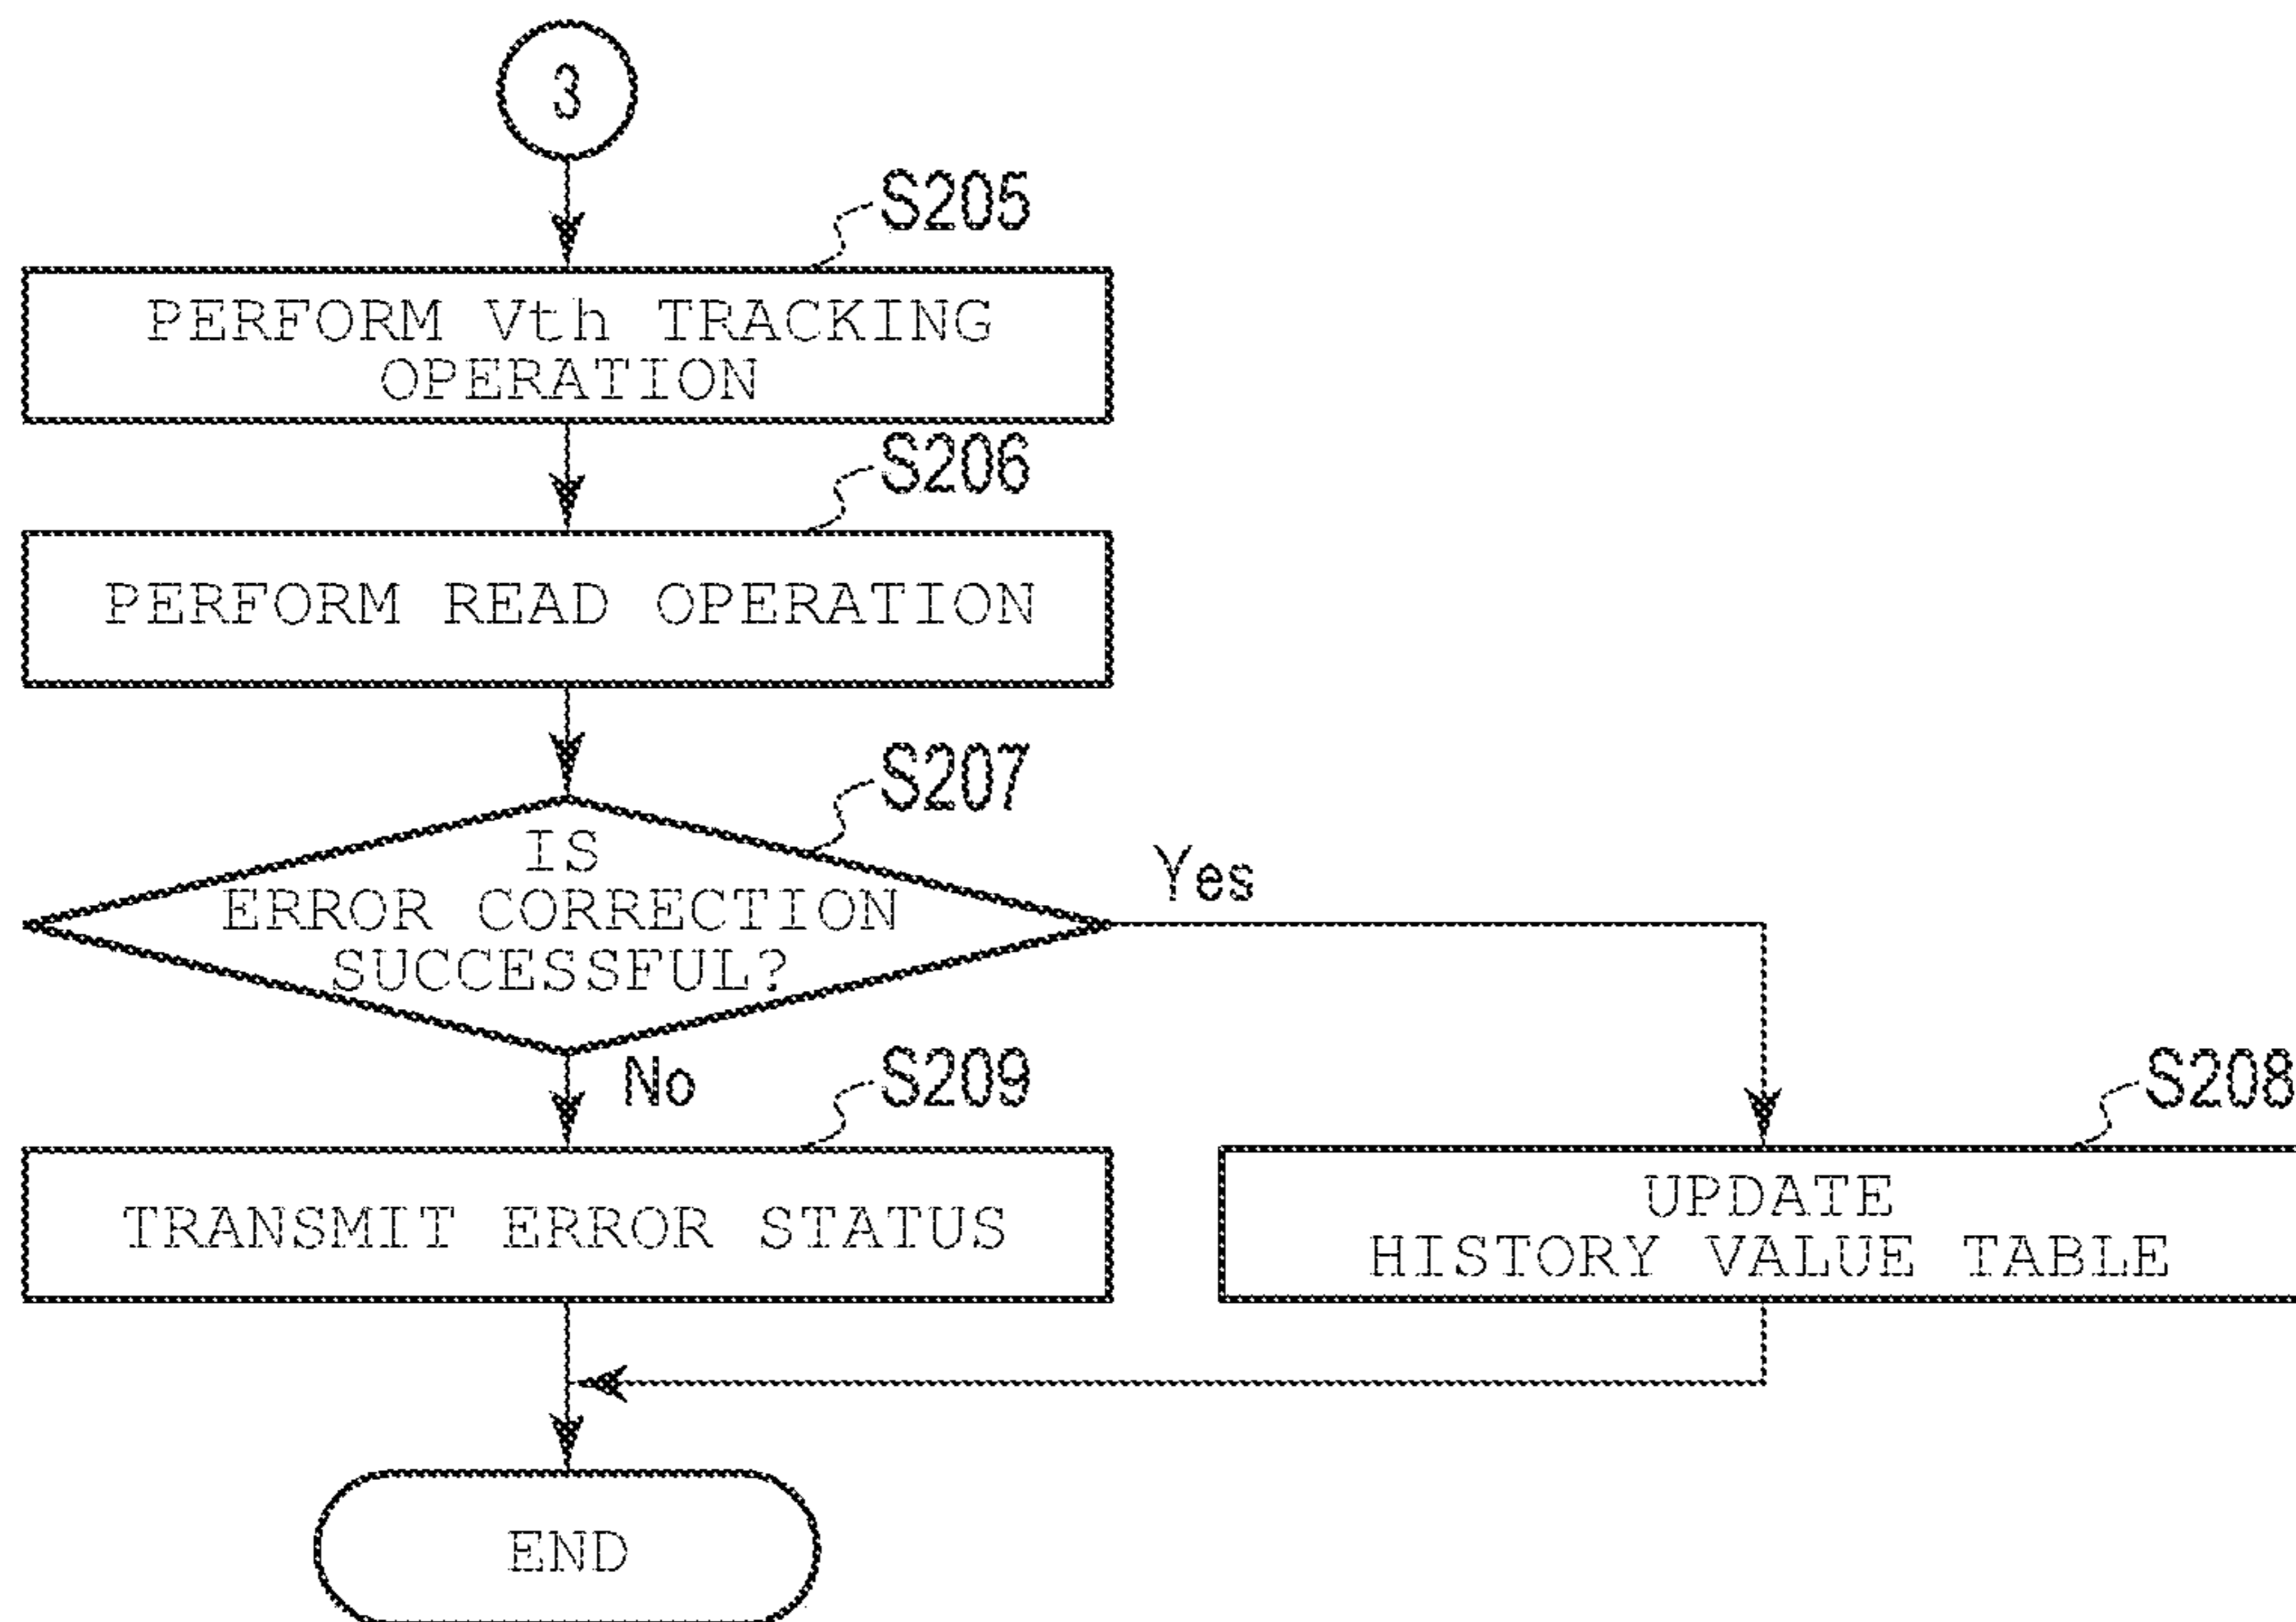 3
S205
PERFORM Vth TRACKING
OPERATION
S206
PERFORM READ OPERATION
S207
IS
ERROR CORRECTION
SUCCESSFUL?
Yes
No
S209
TRANSMIT ERROR STATUS
S208
UPDATE
HISTORY VALUE TABLE
END